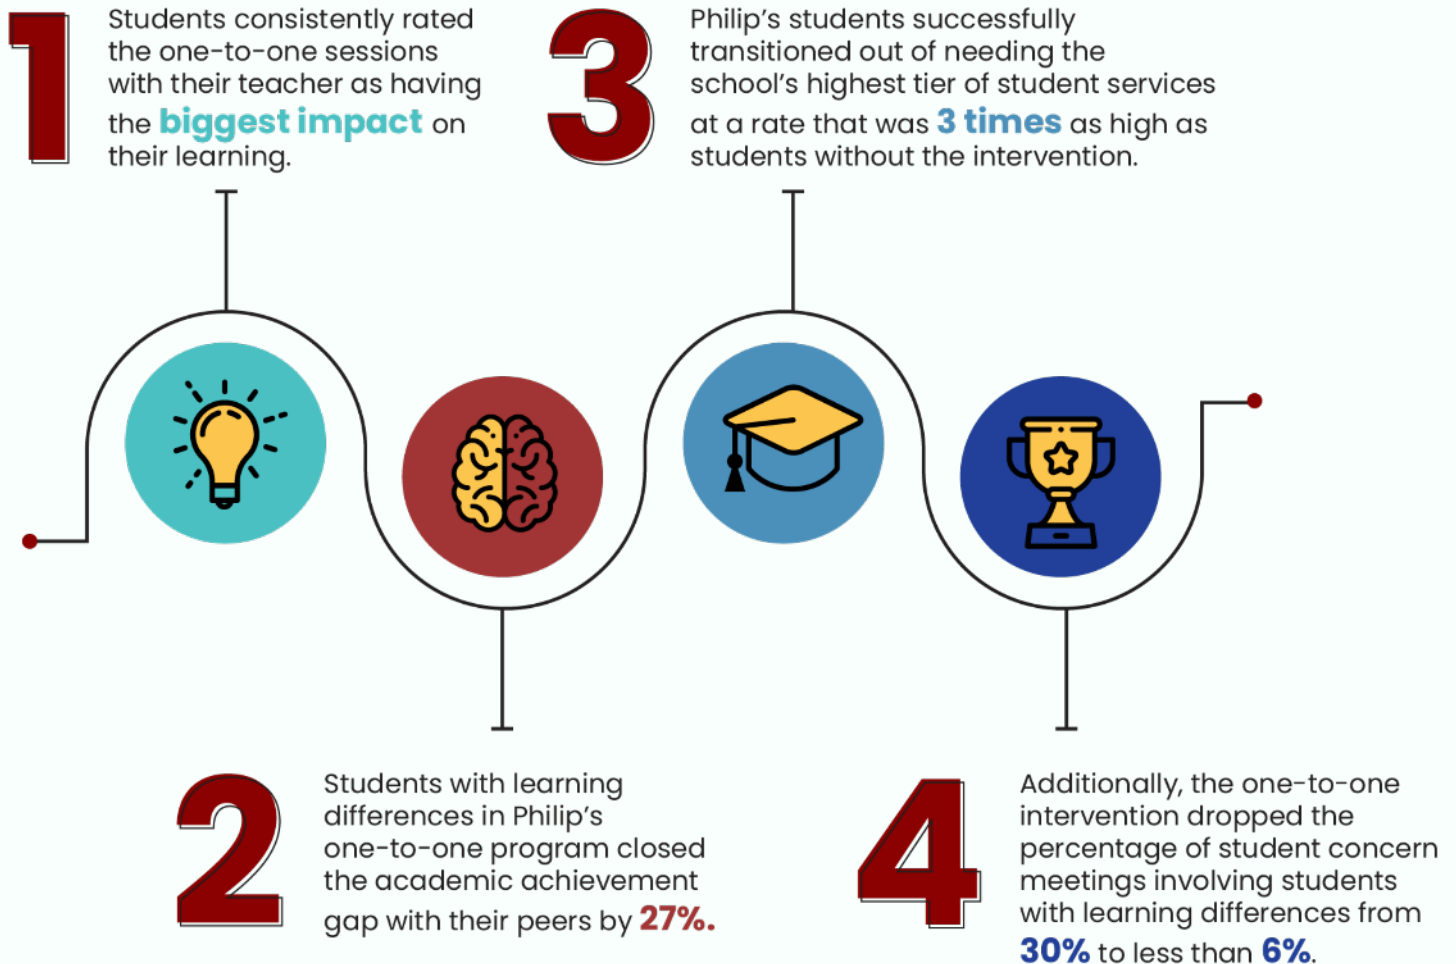 1
Students consistently rated
the one-to-one sessions
with their teacher as having
the biggest impact on
their learning.
2
Students with learning
differences in Philip's
one-to-one program closed
the academic achievement
gap with their peers by 27%.
3
Philip's students successfully
transitioned out of needing the
school's highest tier of student services
at a rate that was 3 times as high as
students without the intervention.
4
Additionally, the one-to-one
intervention dropped the
percentage of student concern
meetings involving students
with learning differences from
30% to less than 6%.